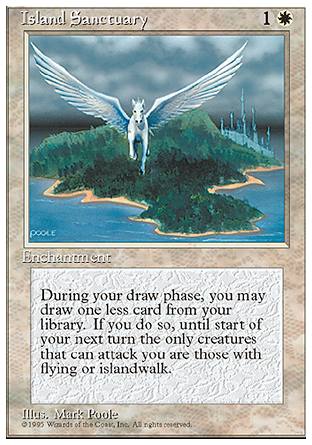 Island Sanctuary 1
POOLE
Enchantment
During your draw phase, you may
draw one less card from your
library. If you do so, until start of
your next turn the only creatures
that can attack you are those with
flying or islandwalk.
Illus. Mark Poole
©1995 Wizards of the Coast, Inc. All rights reserved.